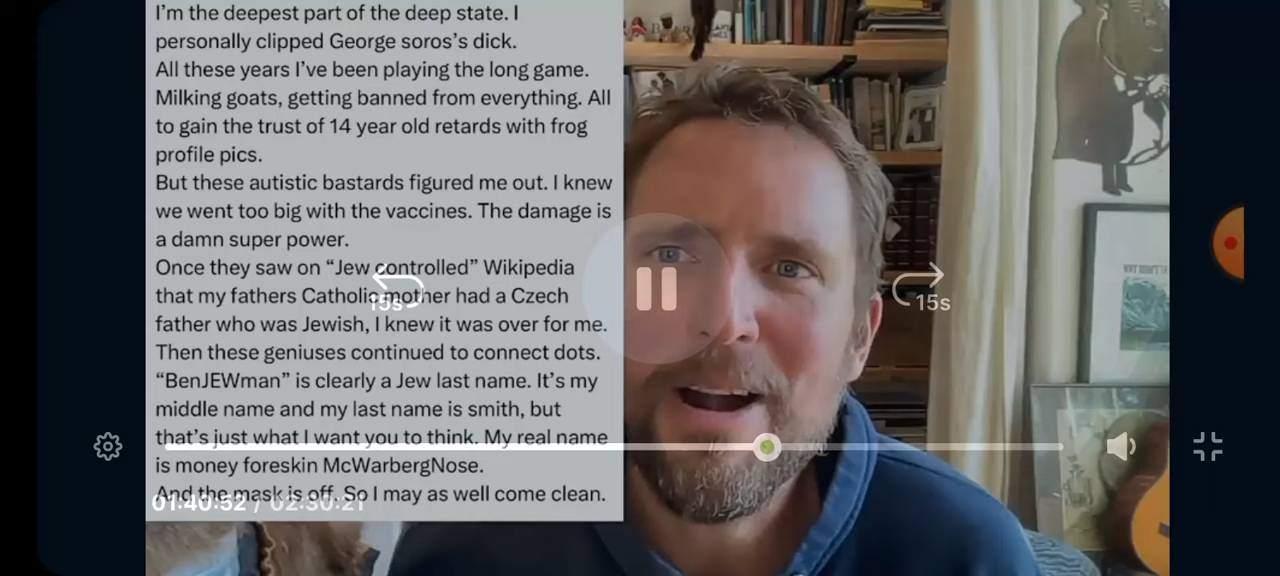 I'm the deepest part of the deep state. I
personally clipped George soros's dick.
All these years I've been playing the long game.
Milking goats, getting banned from everything. All
to gain the trust of 14 year old retards with frog
profile pics.
But these autistic bastards figured me out. I knew
we went too big with the vaccines. The damage is
a damn super power.
Once they saw on “Jew controlled” Wikipedia
that my fathers Catholic mother had a Czech
father who was Jewish, I knew it was over for me.
Then these geniuses continued to connect dots.
“BenJEWman” is clearly a Jew last name. It's my
middle name and my last name is smith, but
that's just what I want you to think. My real name
is money foreskin McWarbergNose.
And the mask is off. So I may as well come clean.
15s
15s
01:40:52 / 02:30:21